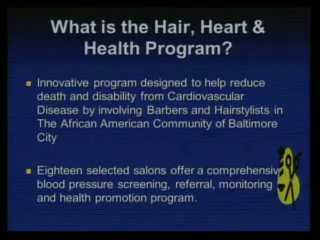 What is the Hair, Heart &
Health Program?
Innovative program designed to help reduce
death and disability from Cardiovascular
Disease by involving Barbers and Hairstylists in
The African American Community of Baltimore
City
Eighteen selected salons offer a comprehensiv
blood pressure screening, referral, monitoring
and health promotion program.